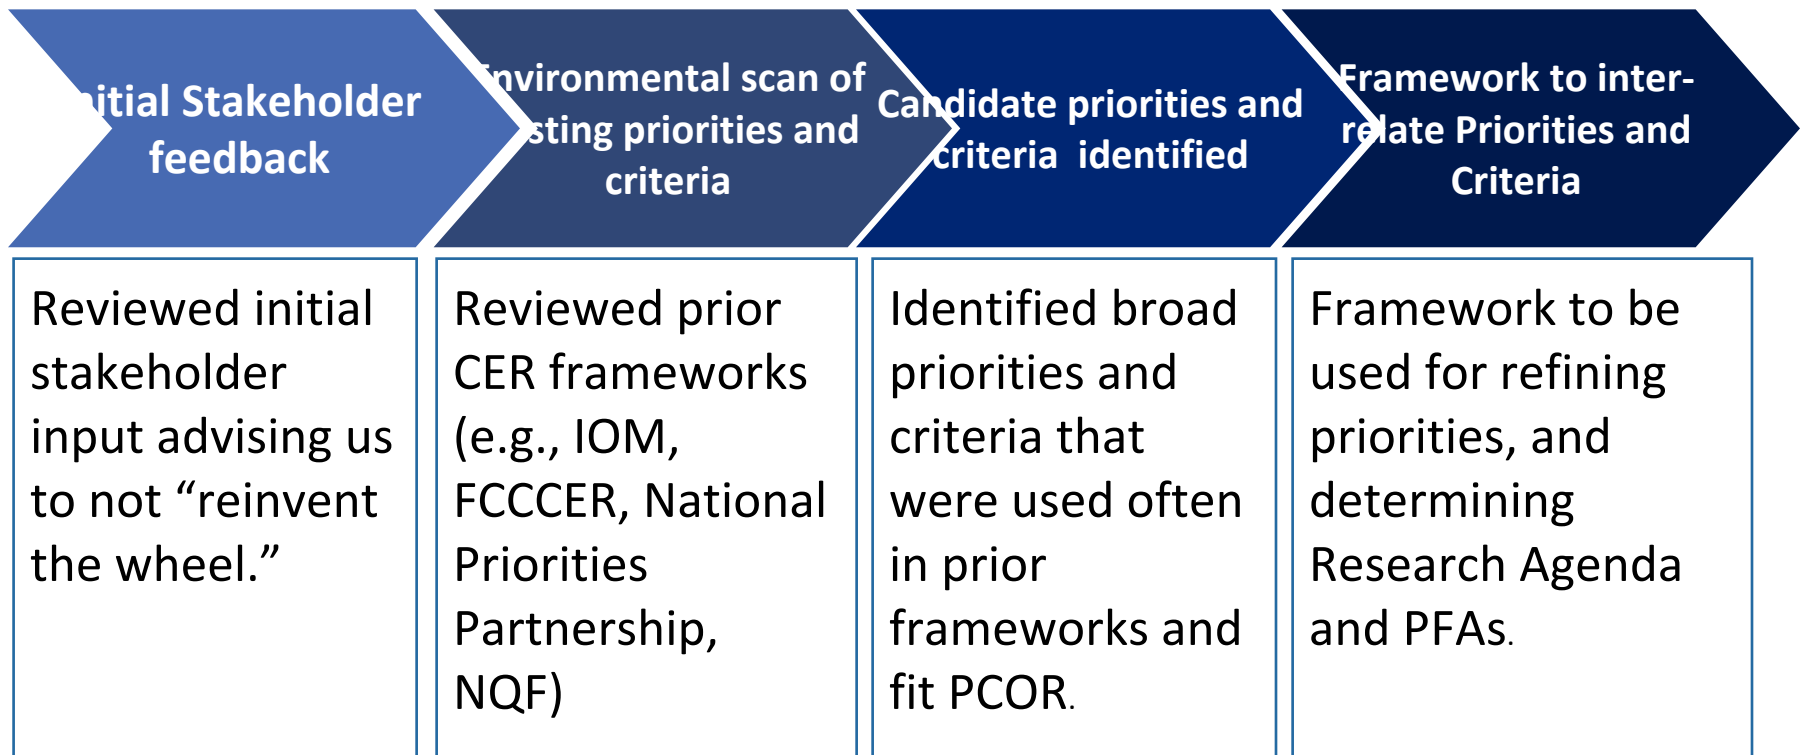 Initial Stakeholder
feedback
Environmental scan of
existing priorities and
criteria
Candidate priorities and
criteria identified
Framework to inter-
relate Priorities and
Criteria
Reviewed initial
stakeholder
input advising us
to not “reinvent
the wheel.”
Reviewed prior
CER frameworks
(e.g., IOM,
FCCCER, National
Priorities
Partnership,
NQF)
Identified broad
priorities and
criteria that
were used often
in prior
frameworks and
fit PCOR.
Framework to be
used for refining
priorities, and
determining
Research Agenda
and PFAs.